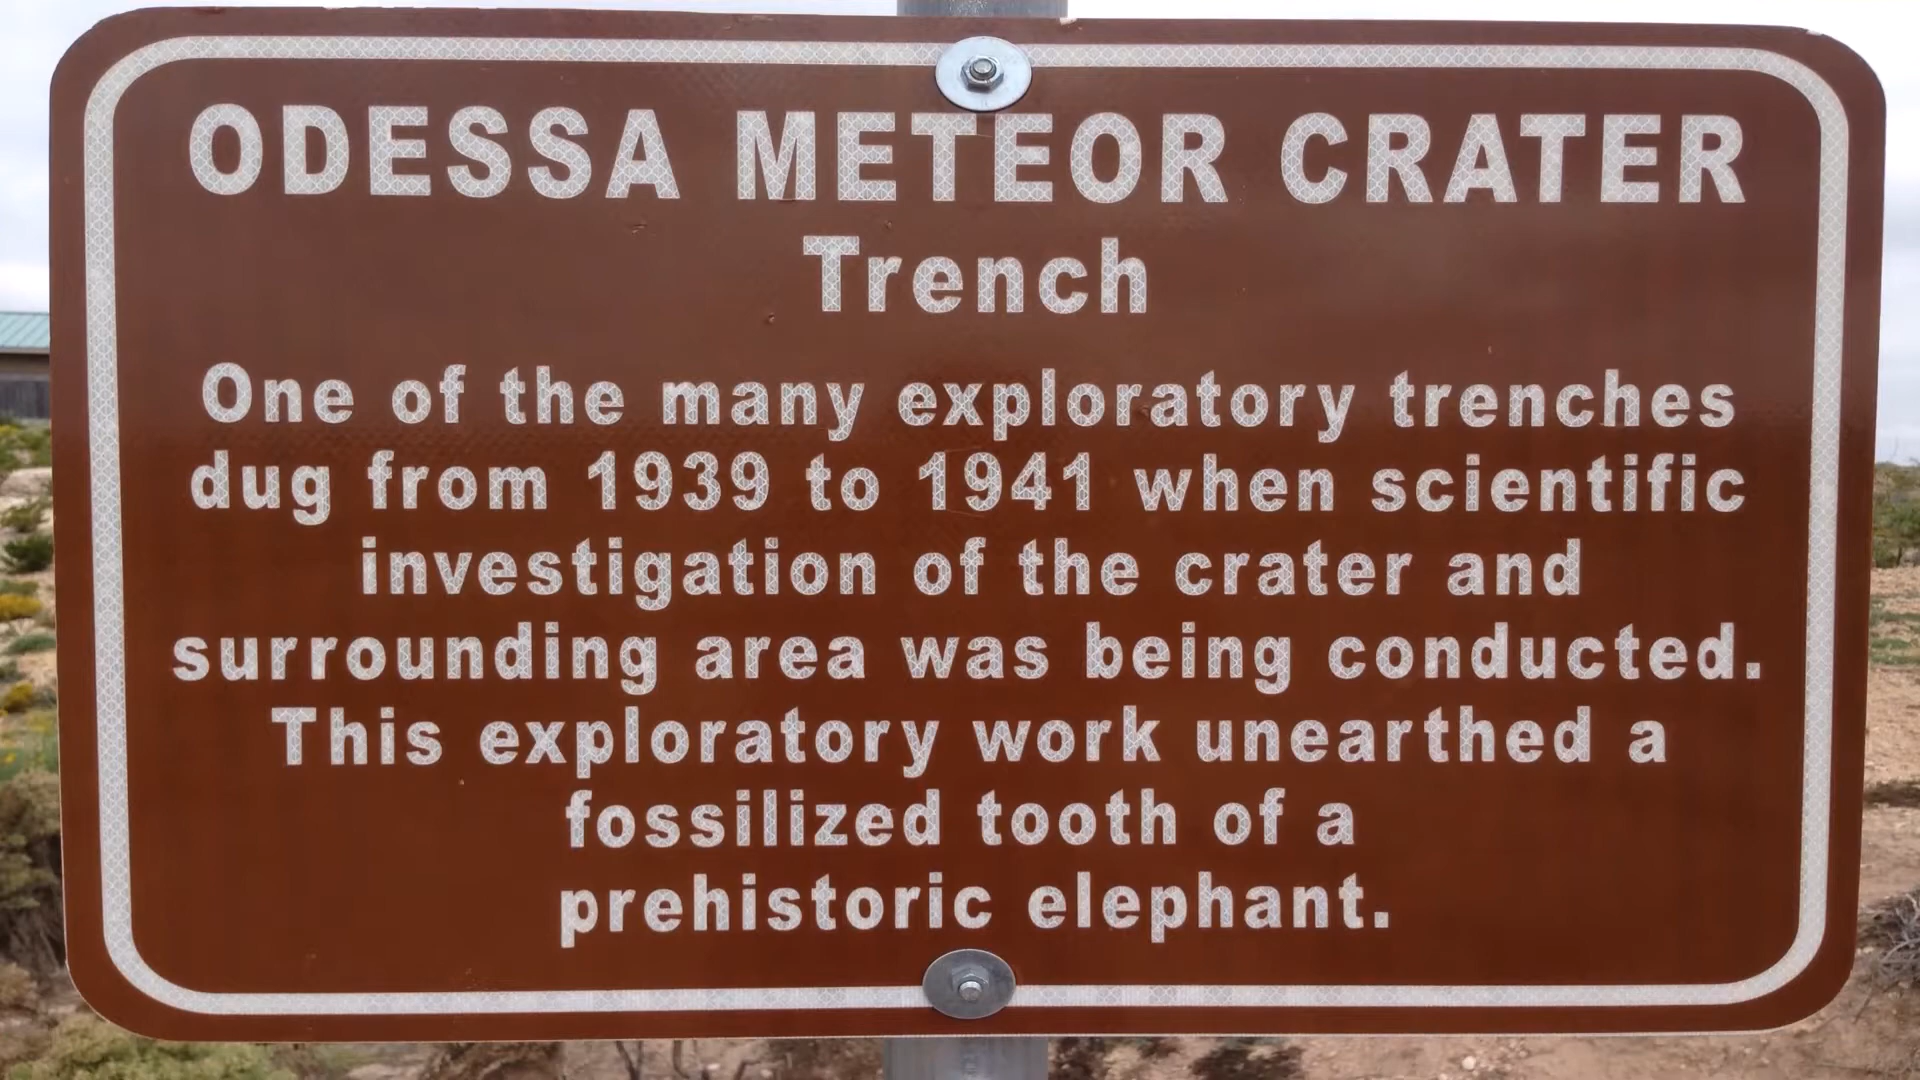 ODESSA METEOR CRATER
Trench
One of the many exploratory trenches
dug from 1939 to 1941 when scientific
investigation of the crater and
surrounding area was being conducted.
This exploratory work unearthed a
fossilized tooth of a
prehistoric elephant.